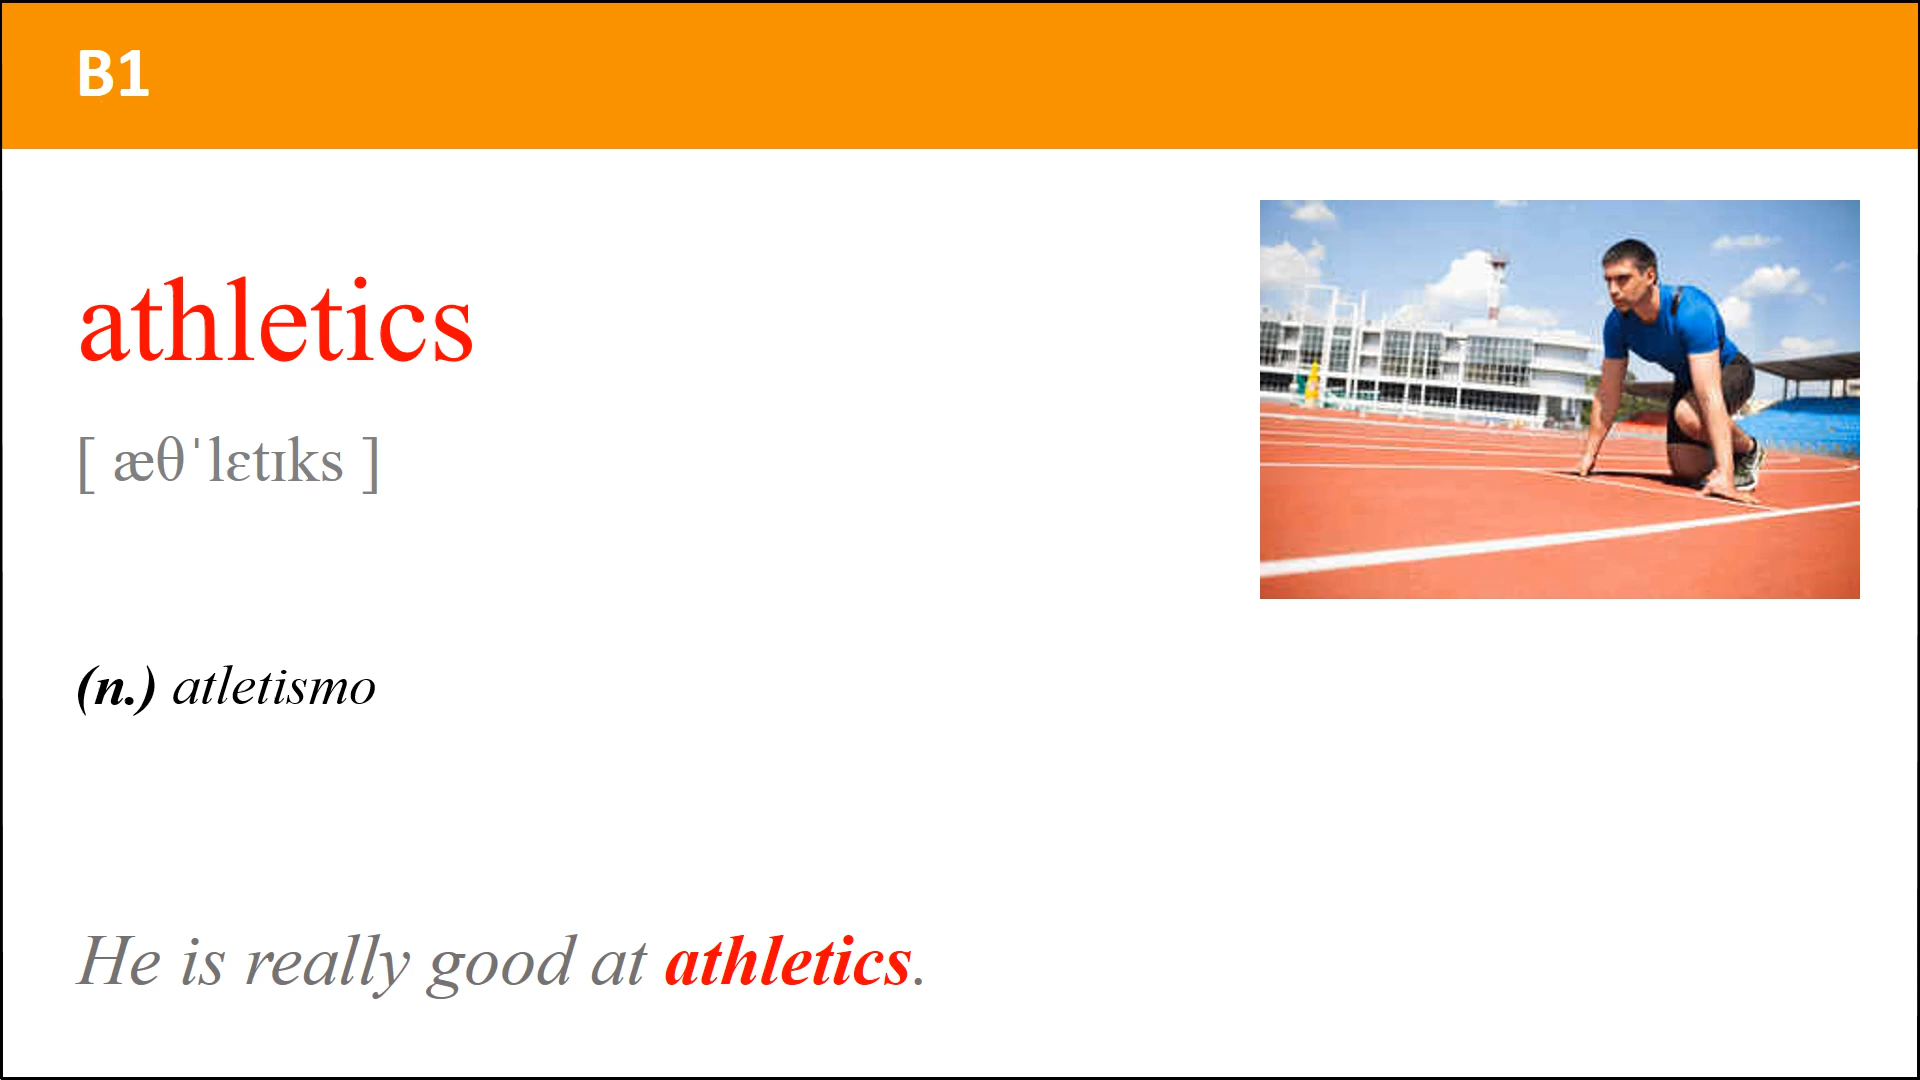 B1
athletics
[ æθˈlɛtɪks ]
(n.) atletismo
He is really good at athletics.